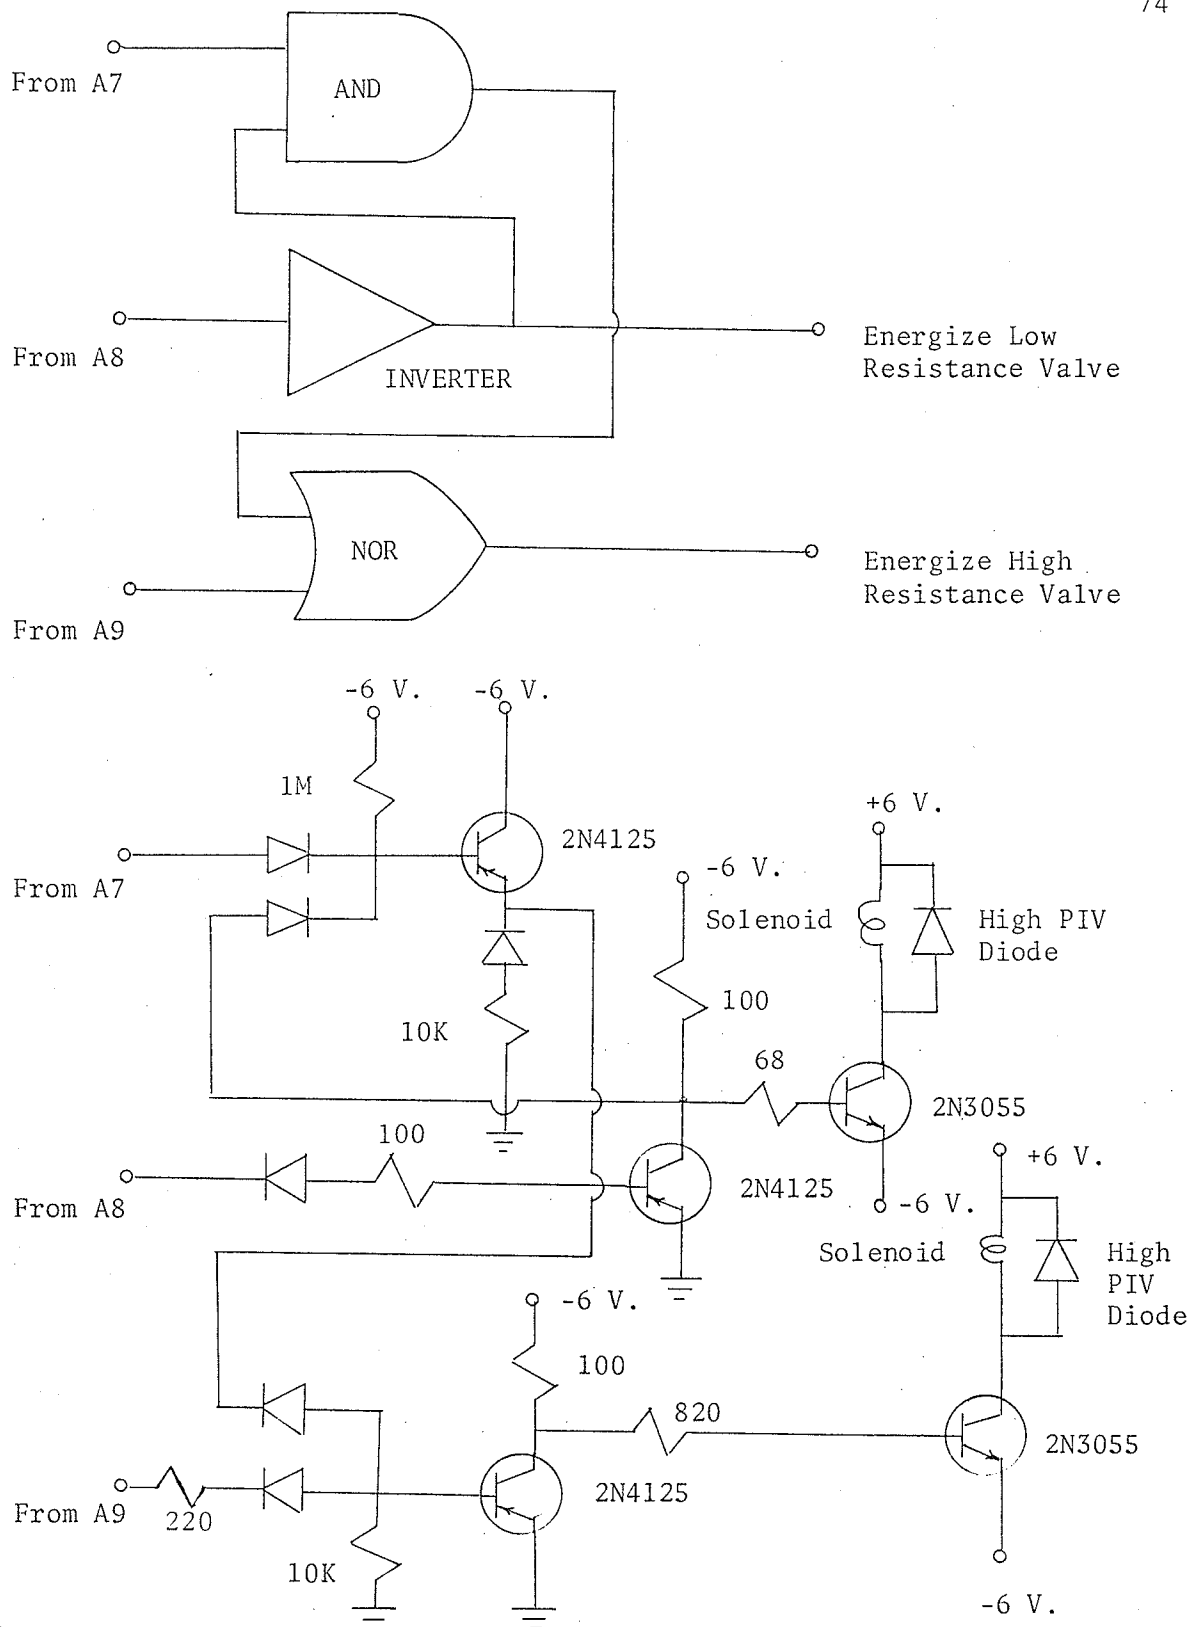 74
From A7
AND
From A8
INVERTER
Energize Low
Resistance Valve
NOR
Energize High
Resistance Valve
From A9
-6 V.
-6 V.
1M
2N4125
+6 V.
From A7
-6 V.
Solenoid
High PIV
Diode
100
10K
68
2N3055
100
+6 V.
From A8
2N4125
-6 V.
Solenoid
High
PIV
Diode
-6 V.
100
820
2N3055
From A9
220
2N4125
10K
-6 V.